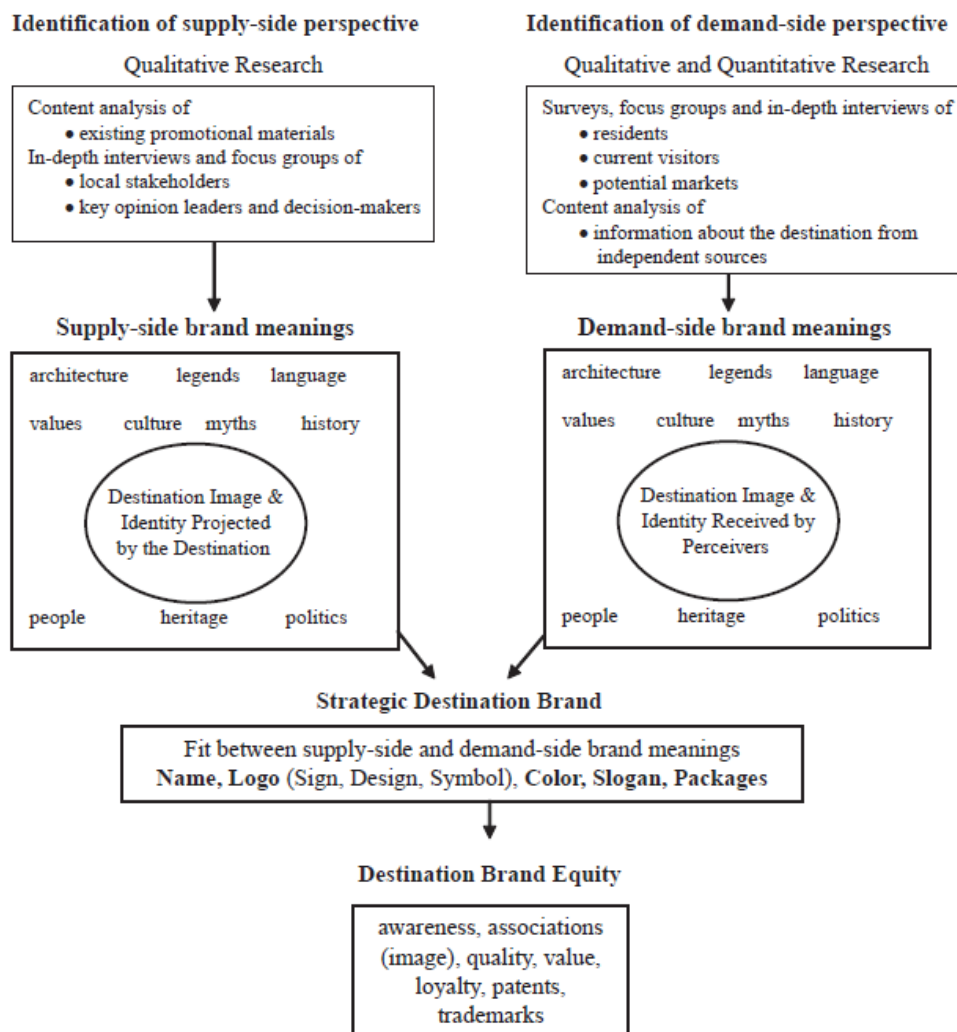 Identification of supply-side perspective
Qualitative Research
Content analysis of
• existing promotional materials
In-depth interviews and focus groups of
• local stakeholders
• key opinion leaders and decision-makers
Identification of demand-side perspective
Qualitative and Quantitative Research
Surveys, focus groups and in-depth interviews of
• residents
• current visitors
• potential markets
Content analysis of
• information about the destination from
independent sources
Supply-side brand meanings
architecture legends language
values culture myths history
Destination Image &
Identity Projected
by the Destination
people heritage politics
Demand-side brand meanings
architecture legends language
values culture myths history
Destination Image &
Identity Received by
Perceivers
people heritage politics
Strategic Destination Brand
Fit between supply-side and demand-side brand meanings
Name, Logo (Sign, Design, Symbol), Color, Slogan, Packages
Destination Brand Equity
awareness, associations
(image), quality, value,
loyalty, patents,
trademarks